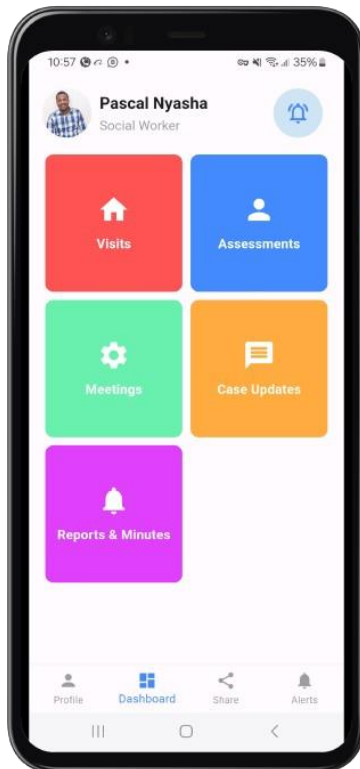 10:57
35%
Pascal Nyasha
Social Worker
Visits
Assessments
Meetings
Case Updates
Reports & Minutes
Profile
Dashboard
Share
Alerts